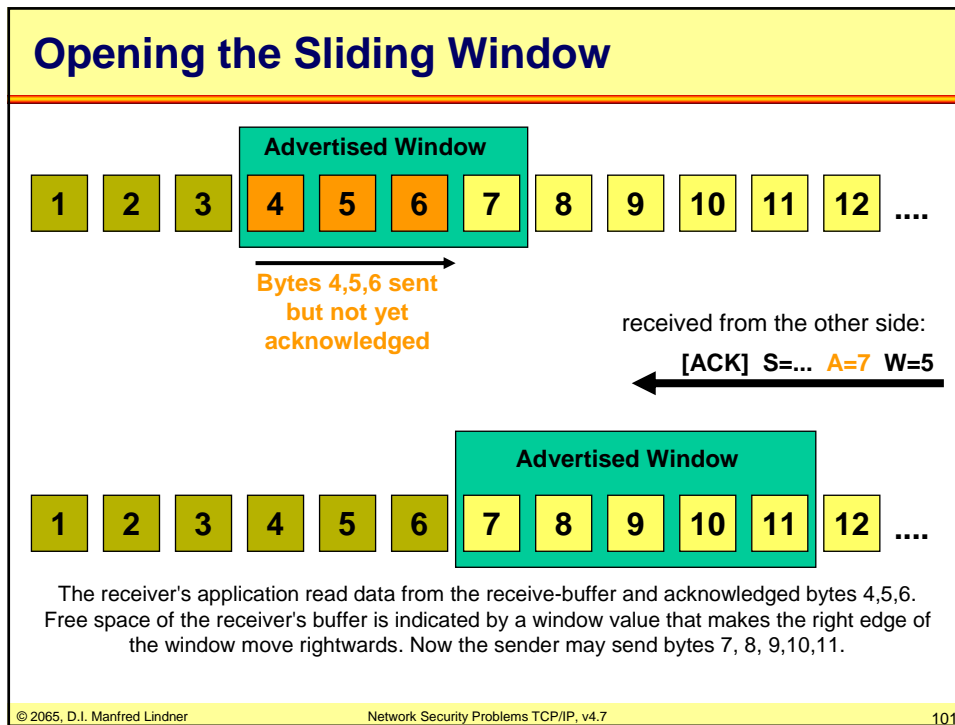 Opening the Sliding Window
Advertised Window
1 2 3 4 5 6 7 8 9 10 11 12 ....
Bytes 4,5,6 sent
but not yet
acknowledged
received from the other side:
[ACK] S=... A=7 W=5
Advertised Window
1 2 3 4 5 6 7 8 9 10 11 12 ....
The receiver's application read data from the receive-buffer and acknowledged bytes 4,5,6.
Free space of the receiver's buffer is indicated by a window value that makes the right edge of
the window move rightwards. Now the sender may send bytes 7, 8, 9,10,11.
© 2065, D.I. Manfred Lindner
Network Security Problems TCP/IP, v4.7
101